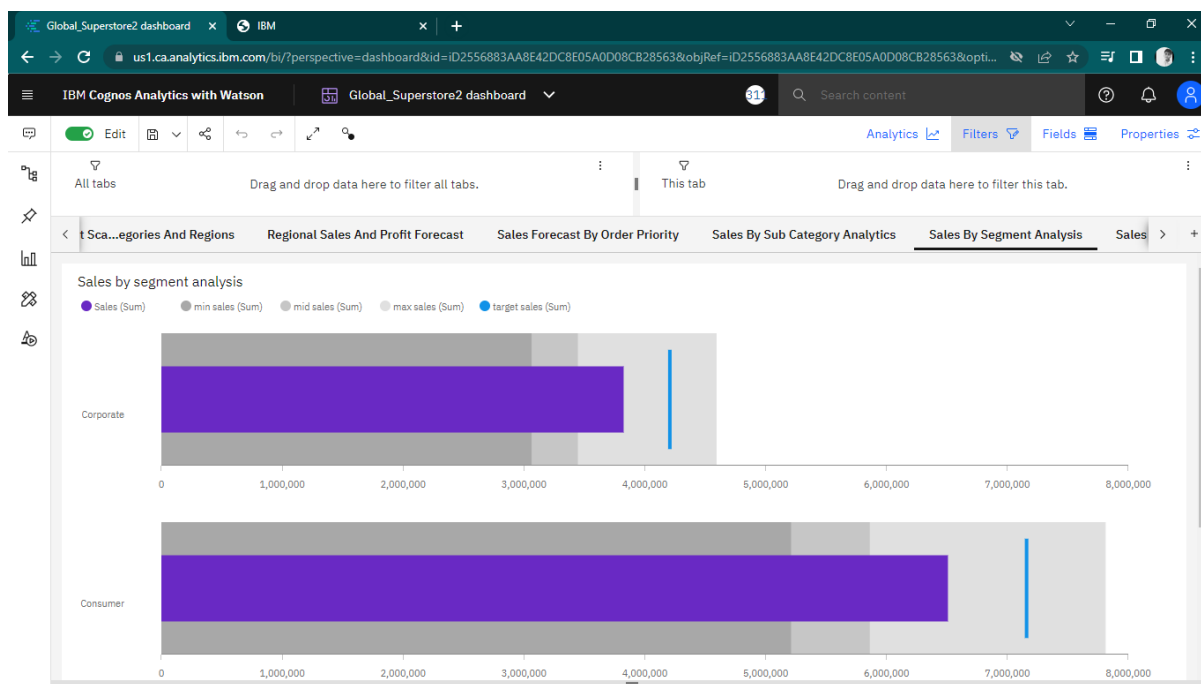 Global_Superstore2 dashboard
IBM
us1.ca.analytics.ibm.com/bi/?perspective=dashboard&id=iD2556883AA8E42DC8E05A0D08CB28563&objRef=iD2556883AA8E42DC8E05A0D08CB28563&opti...
IBM Cognos Analytics with Watson
Global_Superstore2 dashboard
311
Search content
Edit
Analytics
Filters
Fields
Properties
All tabs
Drag and drop data here to filter all tabs.
This tab
Drag and drop data here to filter this tab.
t Sca...egories And Regions
Regional Sales And Profit Forecast
Sales Forecast By Order Priority
Sales By Sub Category Analytics
Sales By Segment Analysis
Sales
Sales by segment analysis
Sales (Sum)
min sales (Sum)
mid sales (Sum)
max sales (Sum)
target sales (Sum)
Corporate
0
1,000,000
2,000,000
3,000,000
4,000,000
5,000,000
6,000,000
7,000,000
8,000,000
Consumer
0
1,000,000
2,000,000
3,000,000
4,000,000
5,000,000
6,000,000
7,000,000
8,000,000